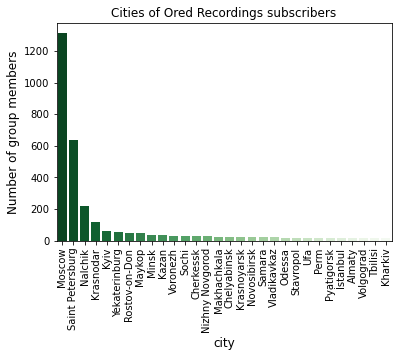 Cities of Ored Recordings subscribers
Number of group members
1200
1000
800
600
400
200
0
Moscow
Saint Petersburg
Nalchik
Krasnodar
Kyiv
Yekaterinburg
Rostov-on-Don
Maykop
Minsk
Kazan
Voronezh
Sochi
Cherkessk
Nizhny Novgorod
Makhachkala
Chelyabinsk
Krasnoyarsk
Novosibirsk
Samara
Vladikavkaz
Odessa
Stavropol
Ufa
Perm
Pyatigorsk
Istanbul
Almaty
Volgograd
Tbilisi
Kharkiv
city